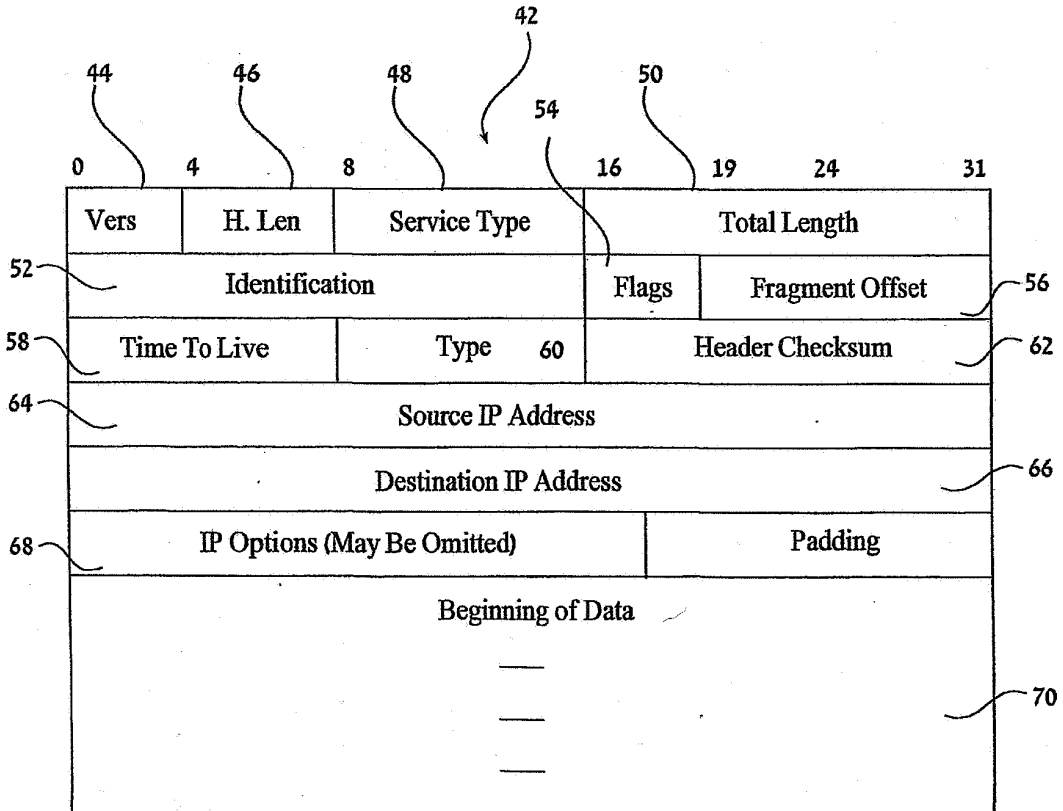 42
44 46 48 54 50
0 4 8 16 19 24 31
Vers H. Len Service Type Total Length
52 Identification Flags Fragment Offset 56
58 Time To Live Type 60 Header Checksum 62
64 Source IP Address
Destination IP Address 66
68 IP Options (May Be Omitted) Padding
Beginning of Data
70